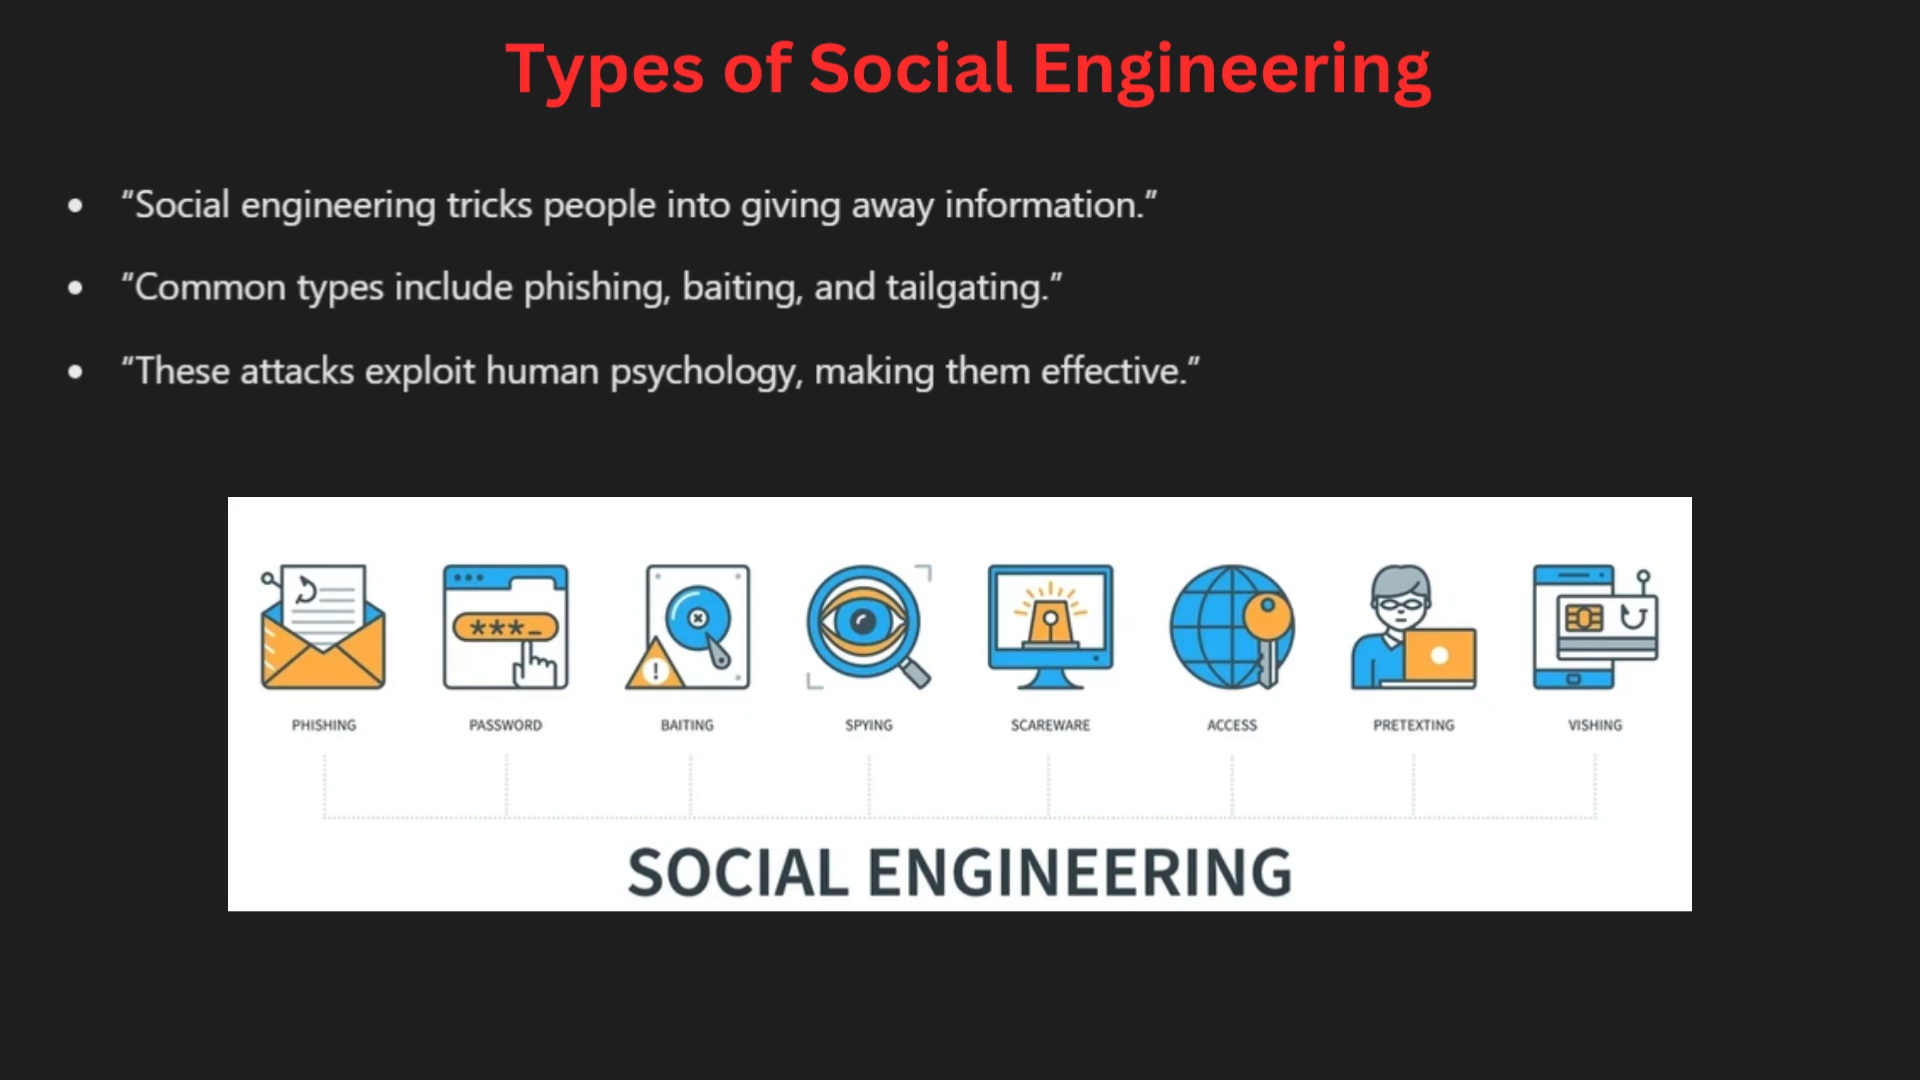 Types of Social Engineering
• “Social engineering tricks people into giving away information.”
• “Common types include phishing, baiting, and tailgating.”
• “These attacks exploit human psychology, making them effective.”
***_
!
PHISHING PASSWORD BAITING SPYING SCAREWARE ACCESS PRETEXTING VISHING
SOCIAL ENGINEERING